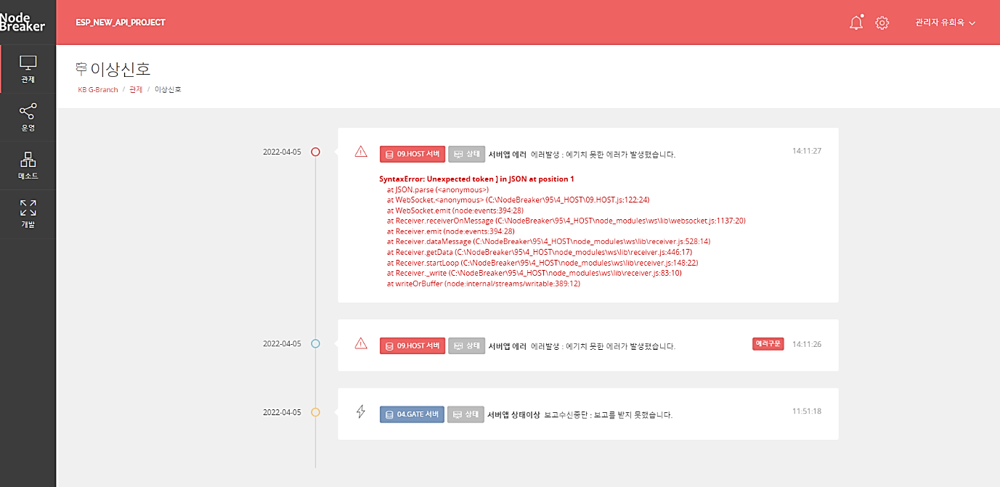 Node
Breaker
ESP_NEW_API_PROJECT
관리자 유희옥
관제
운영
메소드
개발
이상신호
KB G-Branch / 관제 / 이상신호
2022-04-05
09.HOST 서버 상태 서버앱 에러 에러발생 : 예기치 못한 에러가 발생했습니다.
14:11:27
SyntaxError: Unexpected token ] in JSON at position 1
at JSON.parse (<anonymous>)
at WebSocket.<anonymous> (C:\NodeBreaker\95\4_HOST\09.HOST.js:122:24)
at WebSocket.emit (node:events:394:28)
at Receiver.receiverOnMessage (C:\NodeBreaker\95\4_HOST\node_modules\ws\lib\websocket.js:1137:20)
at Receiver.emit (node:events:394:28)
at Receiver.dataMessage (C:\NodeBreaker\95\4_HOST\node_modules\ws\lib\receiver.js:528:14)
at Receiver.getData (C:\NodeBreaker\95\4_HOST\node_modules\ws\lib\receiver.js:446:17)
at Receiver.startLoop (C:\NodeBreaker\95\4_HOST\node_modules\ws\lib\receiver.js:148:22)
at Receiver._write (C:\NodeBreaker\95\4_HOST\node_modules\ws\lib\receiver.js:83:10)
at writeOrBuffer (node:internal/streams/writable:389:12)
2022-04-05
09.HOST 서버 상태 서버앱 에러 에러발생 : 예기치 못한 에러가 발생했습니다.
에러구문 14:11:26
2022-04-05
04.GATE 서버 상태 서버앱 상태이상 보고수신중단 : 보고를 받지 못했습니다.
11:51:18